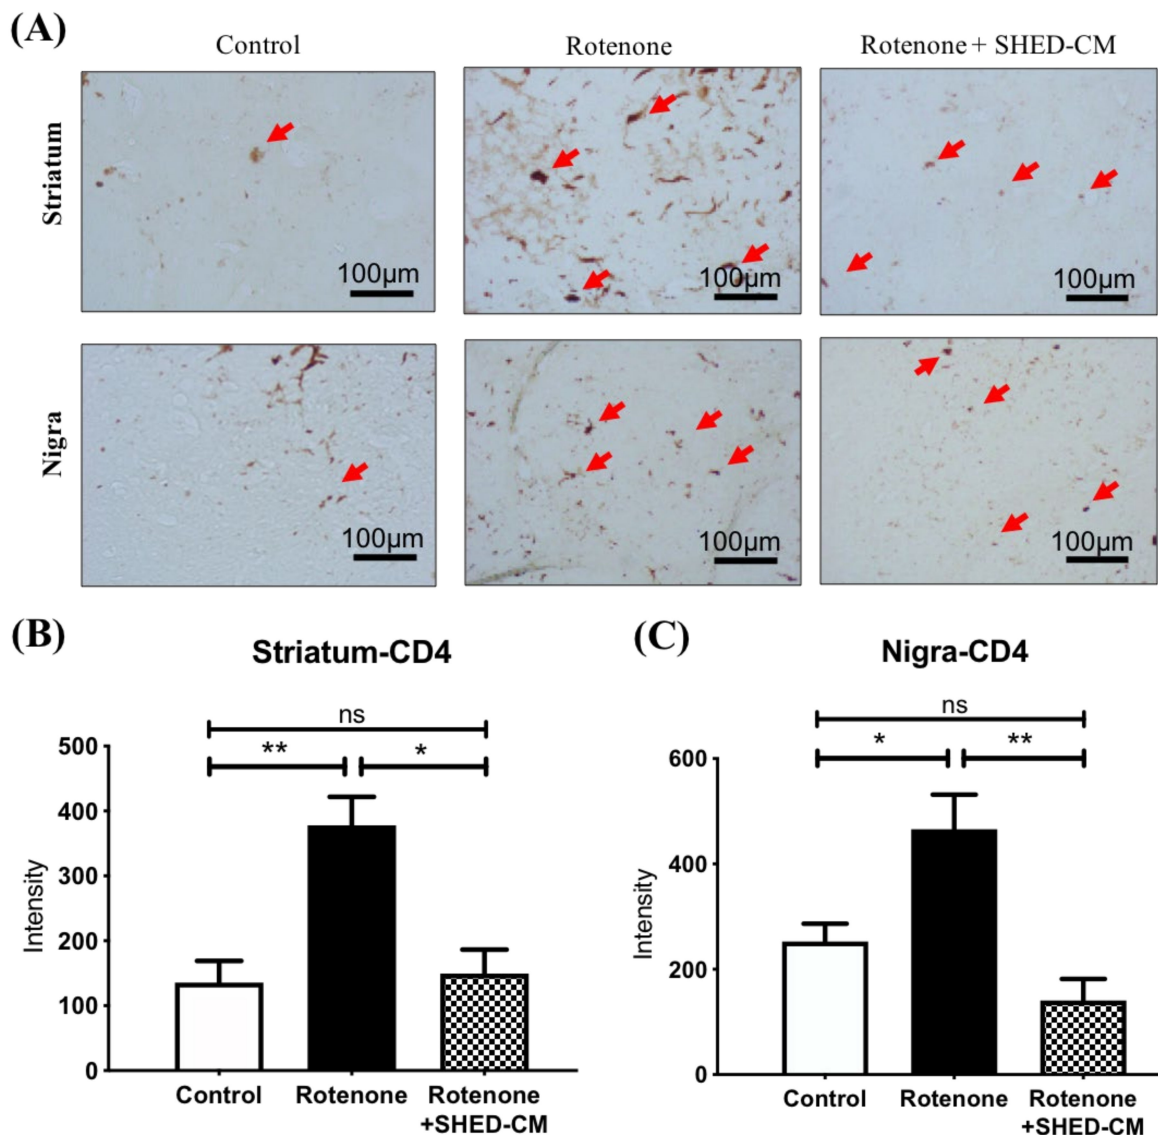 (A)
Control
Rotenone
Rotenone + SHED-CM
Striatum
100µm
100µm
100µm
Nigra
100µm
100µm
100µm
(B)
Striatum-CD4
ns
**
*
Intensity
500
400
300
200
100
0
Control
Rotenone
Rotenone
+SHED-CM
(C)
Nigra-CD4
ns
*
**
Intensity
600
400
200
0
Control
Rotenone
Rotenone
+SHED-CM